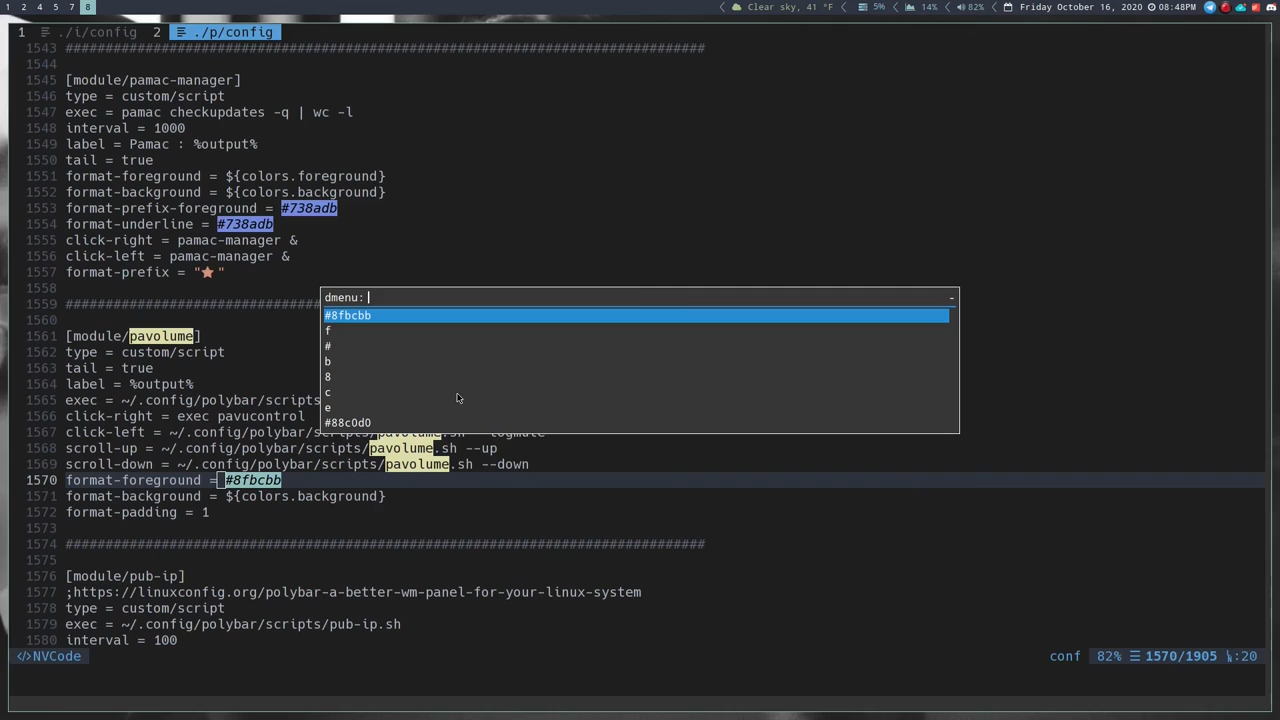 1 2 4 5 7 8 Clear sky, 41 °F 5% 14% 82% Friday October 16, 2020 08:48PM
1 ./i/config 2 ./p/config
1543 ################################################################################
1544
1545 [module/pamac-manager]
1546 type = custom/script
1547 exec = pamac checkupdates -q | wc -l
1548 interval = 1000
1549 label = Pamac : %output%
1550 tail = true
1551 format-foreground = ${colors.foreground}
1552 format-background = ${colors.background}
1553 format-prefix-foreground = #738adb
1554 format-underline = #738adb
1555 click-right = pamac-manager &
1556 click-left = pamac-manager &
1557 format-prefix = "★ "
1558
1559 ################################
1560
1561 [module/pavolume]
1562 type = custom/script
1563 tail = true
1564 label = %output%
1565 exec = ~/.config/polybar/scripts
1566 click-right = exec pavucontrol
1567 click-left = ~/.config/polybar/scripts/pavolume.sh --togmute
1568 scroll-up = ~/.config/polybar/scripts/pavolume.sh --up
1569 scroll-down = ~/.config/polybar/scripts/pavolume.sh --down
1570 format-foreground = #8fbcbb
1571 format-background = ${colors.background}
1572 format-padding = 1
1573
1574 ################################################################################
1575
1576 [module/pub-ip]
1577 ;https://linuxconfig.org/polybar-a-better-wm-panel-for-your-linux-system
1578 type = custom/script
1579 exec = ~/.config/polybar/scripts/pub-ip.sh
1580 interval = 100
dmenu: -
#8fbcbb
f
#
b
8
c
e
#88c0d0
</>NVCode conf 82% ☰ 1570/1905 :20